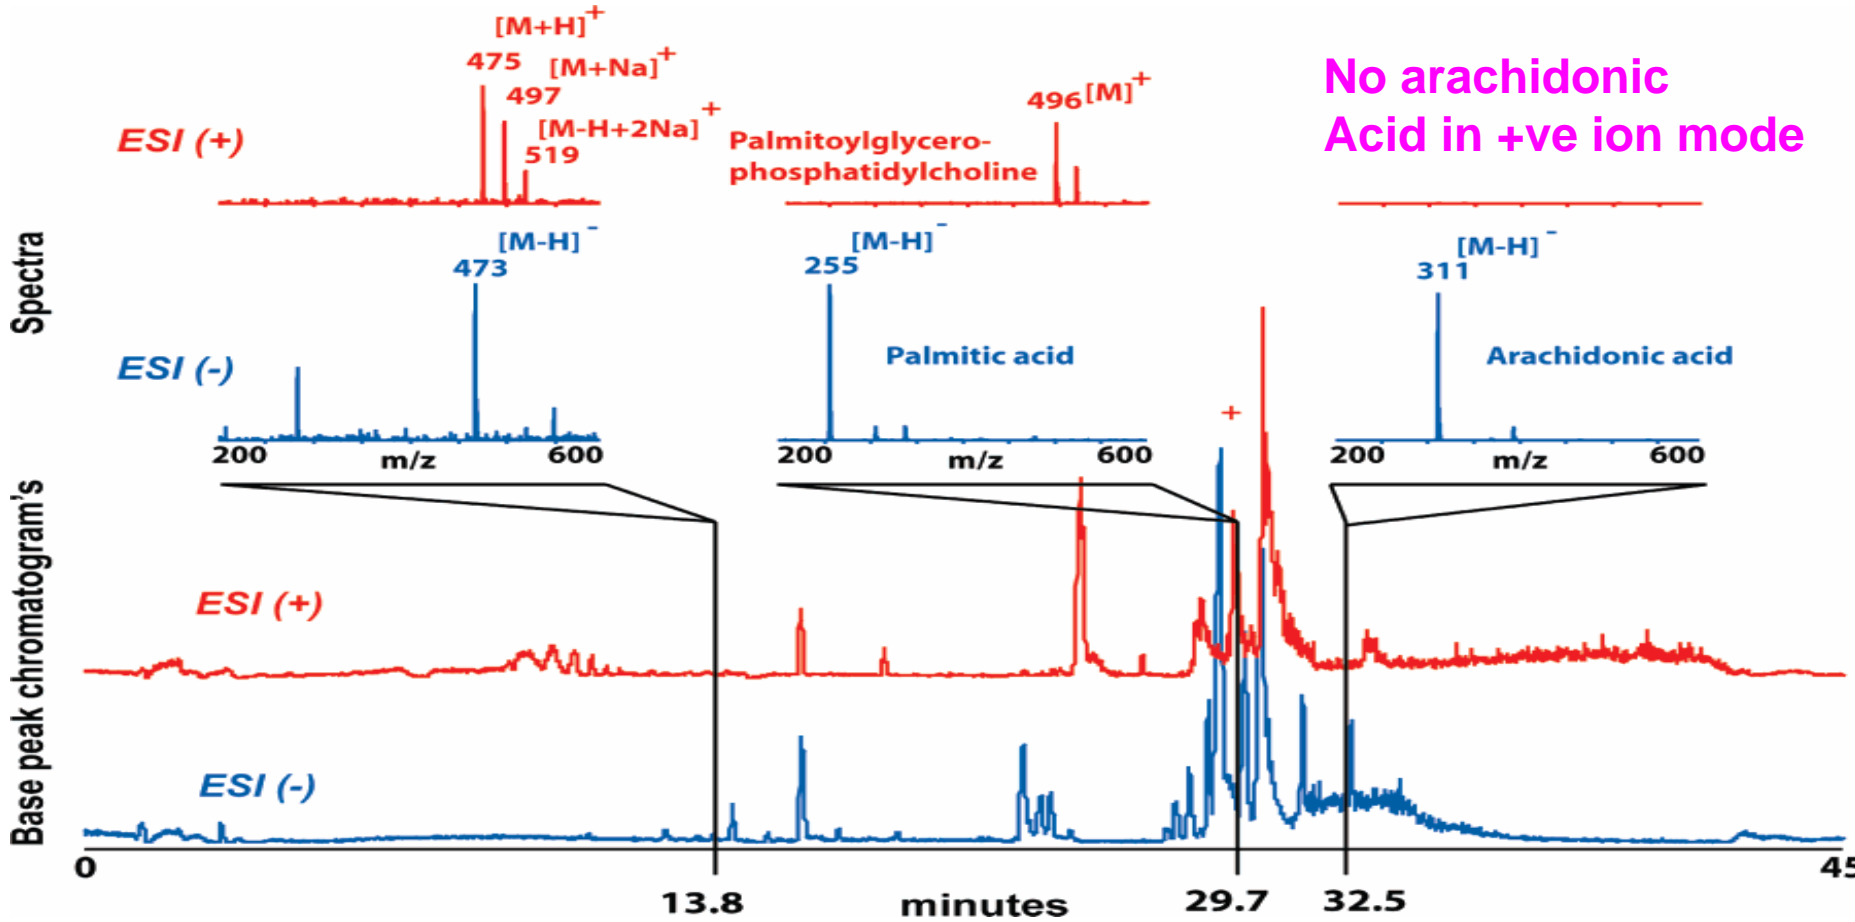 [M+H]+
475
[M+Na]+
497
[M-H+2Na]+
519
ESI (+)
Palmitoylglycero-
phosphatidylcholine
496 [M]+
No arachidonic
Acid in +ve ion mode
Spectra
[M-H]-
473
ESI (-)
200 m/z 600
[M-H]-
255
Palmitic acid
200 m/z 600
[M-H]-
311
Arachidonic acid
200 m/z 600
+
Base peak chromatogram's
ESI (+)
ESI (-)
0
45
13.8 minutes 29.7 32.5